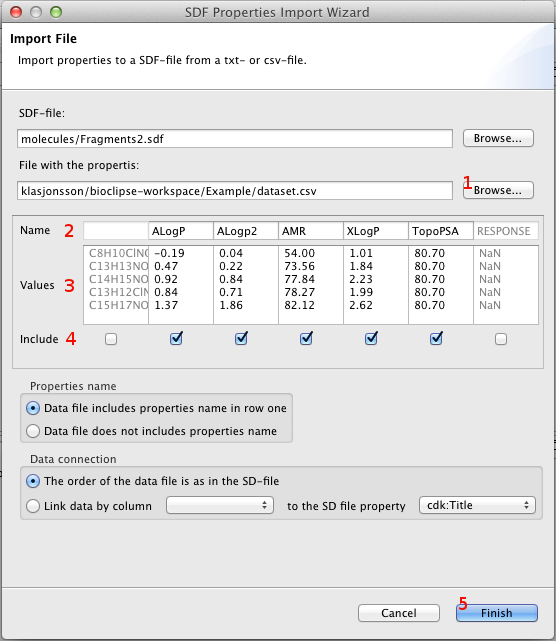 SDF Properties Import Wizard
Import File
Import properties to a SDF-file from a txt- or csv-file.
SDF-file:
molecules/Fragments2.sdf Browse...
File with the propertis:
1
klasjonsson/bioclipse-workspace/Example/dataset.csv Browse...
Name 2 ALogP ALogp2 AMR XLogP TopoPSA RESPONSE
C8H10ClNO -0.19 0.04 54.00 1.01 80.70 NaN
C13H13NO 0.47 0.22 73.56 1.84 80.70 NaN
Values 3 C14H15NO 0.92 0.84 77.84 2.23 80.70 NaN
C13H12ClN 0.84 0.71 78.27 1.99 80.70 NaN
C15H17NO 1.37 1.86 82.12 2.62 80.70 NaN
Include 4
Properties name
Data file includes properties name in row one
Data file does not includes properties name
Data connection
The order of the data file is as in the SD-file
Link data by column to the SD file property cdk:Title
5
Cancel Finish